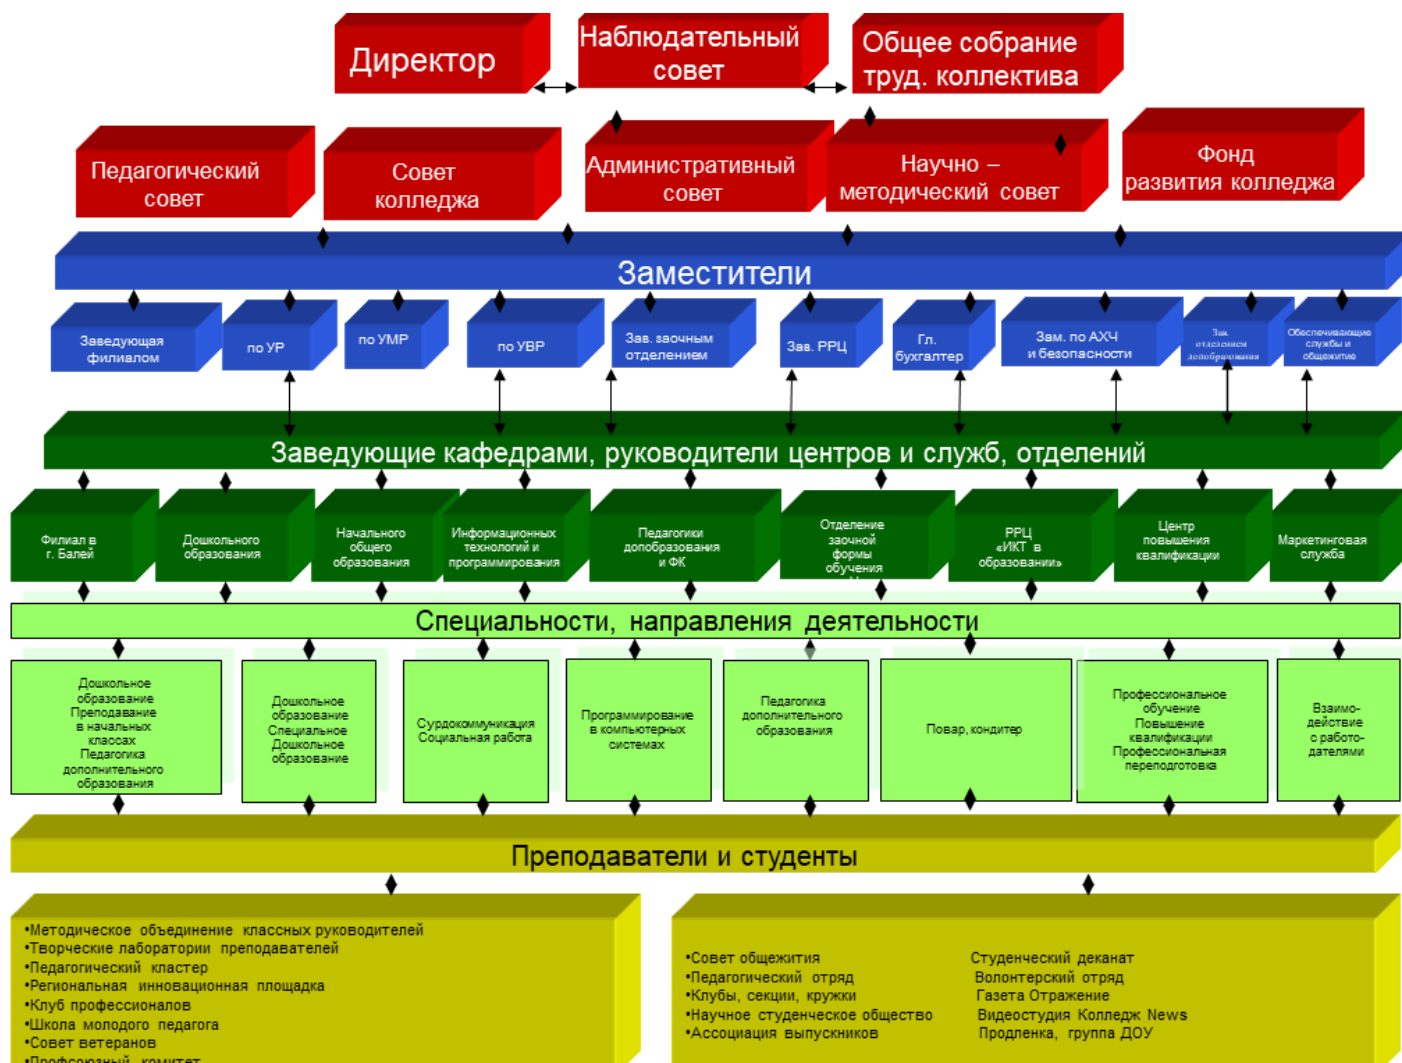 Директор
Наблюдательный
совет
Общее собрание
труд. коллектива
Педагогический
совет
Совет
колледжа
Административный
совет
Научно –
методический совет
Фонд
развития колледжа
Заместители
Заведующая
филиалом
по УР
по УМР
по УВР
Зав. заочным
отделением
Зав. РРЦ
Гл.
бухгалтер
Зам. по АХЧ
и безопасности
Зав.
отделением
допобразования
Обеспечивающие
службы и
общежитие
Заведующие кафедрами, руководители центров и служб, отделений
Филиал в
г. Балей
Дошкольного
образования
Начального
общего
образования
Информационных
технологий и
программирования
Педагогики
допобразования
и ФК
Отделение
заочной
формы
обучения
РРЦ
«ИКТ в
образовании»
Центр
повышения
квалификации
Маркетинговая
служба
Специальности, направления деятельности
Дошкольное
образование
Преподавание
в начальных
классах
Педагогика
дополнительного
образования
Дошкольное
образование
Специальное
Дошкольное
образование
Сурдокоммуникация
Социальная работа
Программирование
в компьютерных
системах
Педагогика
дополнительного
образования
Повар, кондитер
Профессиональное
обучение
Повышение
квалификации
Профессиональная
переподготовка
Взаимо-
действие
с работо-
дателями
Преподаватели и студенты
•Методическое объединение классных руководителей
•Творческие лаборатории преподавателей
•Педагогический кластер
•Региональная инновационная площадка
•Клуб профессионалов
•Школа молодого педагога
•Совет ветеранов
•Профсоюзный комитет
•Совет общежития Студенческий деканат
•Педагогический отряд Волонтерский отряд
•Клубы, секции, кружки Газета Отражение
•Научное студенческое общество Видеостудия Колледж News
•Ассоциация выпускников Продленка, группа ДОУ